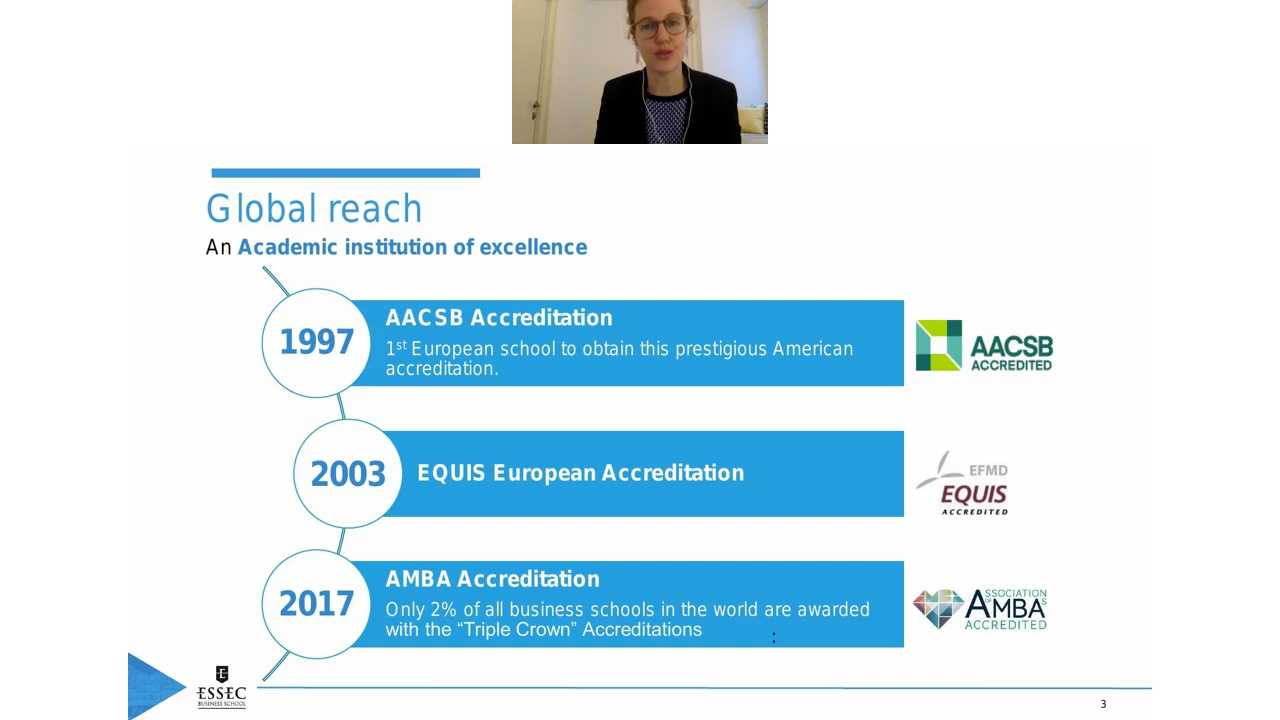 Global reach
An Academic institution of excellence
1997
AACSB Accreditation
1st European school to obtain this prestigious American
accreditation.
AACSB
ACCREDITED
2003
EQUIS European Accreditation
EFMD
EQUIS
ACCREDITED
2017
AMBA Accreditation
Only 2% of all business schools in the world are awarded
with the “Triple Crown” Accreditations
:
ASSOCIATION
OF AMBA'S
ACCREDITED
ESSEC
BUSINESS SCHOOL
3